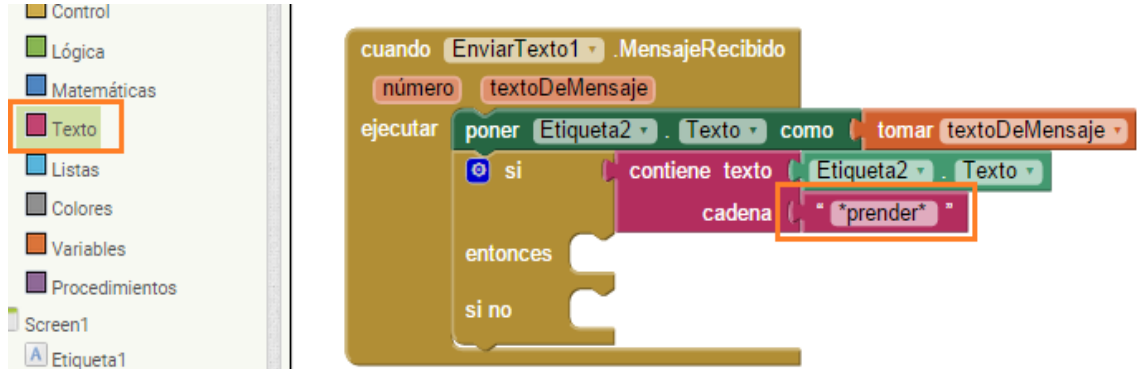 Control
Lógica
Matemáticas
Texto
Listas
Colores
Variables
Procedimientos
Screen1
Etiqueta1
cuando EnviarTexto1 .MensajeRecibido
número textoDeMensaje
ejecutar poner Etiqueta2 . Texto como tomar textoDeMensaje
si contiene texto Etiqueta2 . Texto
cadena " *prender* "
entonces
si no